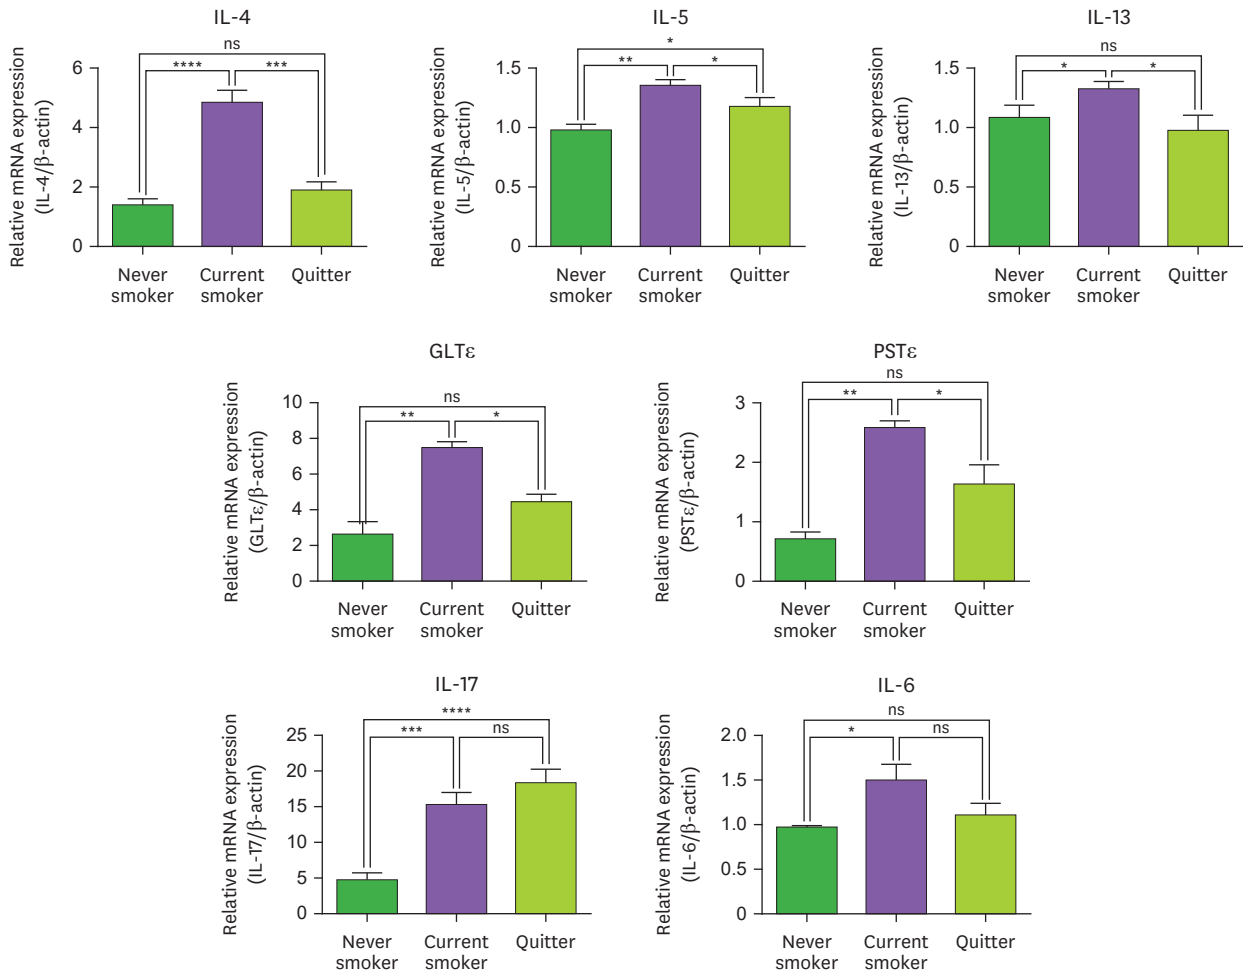 IL-4
Relative mRNA expression
(IL-4/β-actin)
6
4
2
0
ns
****
***
Never
smoker
Current
smoker
Quitter
IL-5
Relative mRNA expression
(IL-5/β-actin)
1.5
1.0
0.5
0
*
**
*
Never
smoker
Current
smoker
Quitter
IL-13
Relative mRNA expression
(IL-13/β-actin)
1.5
1.0
0.5
0
ns
*
*
Never
smoker
Current
smoker
Quitter
GLTε
Relative mRNA expression
(GLTε/β-actin)
10
8
6
4
2
0
ns
**
*
Never
smoker
Current
smoker
Quitter
PSTε
Relative mRNA expression
(PSTε/β-actin)
3
2
1
0
ns
**
*
Never
smoker
Current
smoker
Quitter
IL-17
Relative mRNA expression
(IL-17/β-actin)
25
20
15
10
5
0
****
***
ns
Never
smoker
Current
smoker
Quitter
IL-6
Relative mRNA expression
(IL-6/β-actin)
2.0
1.5
1.0
0.5
0
ns
*
ns
Never
smoker
Current
smoker
Quitter